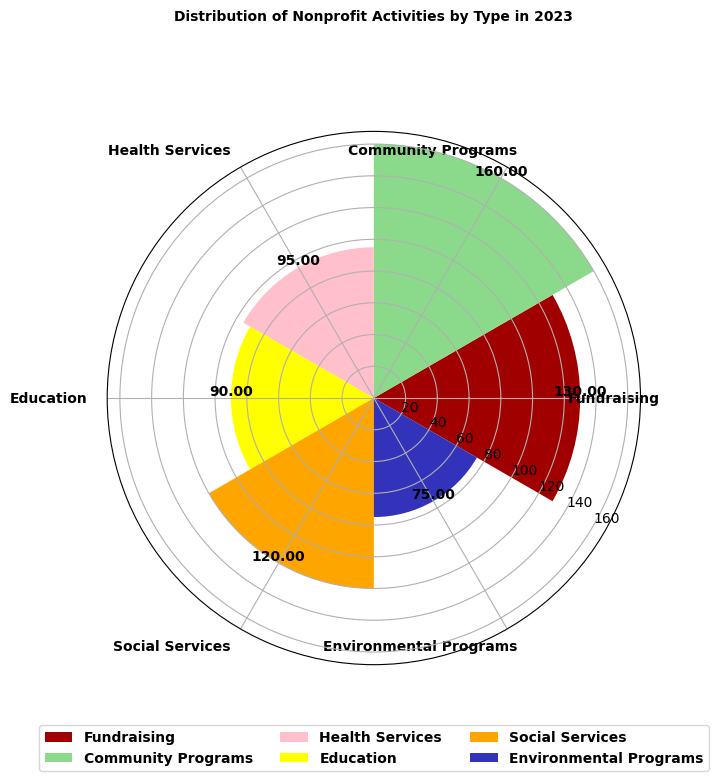 Distribution of Nonprofit Activities by Type in 2023
Health Services
Community Programs
160.00
95.00
Education
90.00
130.00
Fundraising
20
40
60
80
100
120
140
160
75.00
120.00
Social Services
Environmental Programs
Fundraising
Health Services
Social Services
Community Programs
Education
Environmental Programs